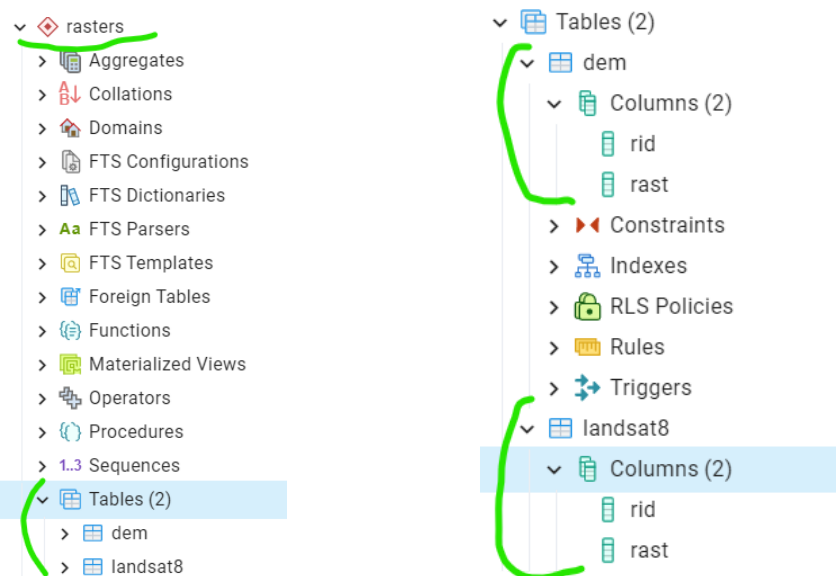 rasters
Aggregates
Collations
Domains
FTS Configurations
FTS Dictionaries
Aa FTS Parsers
FTS Templates
Foreign Tables
Functions
Materialized Views
Operators
Procedures
1..3 Sequences
Tables (2)
dem
landsat8
Tables (2)
dem
Columns (2)
rid
rast
Constraints
Indexes
RLS Policies
Rules
Triggers
landsat8
Columns (2)
rid
rast